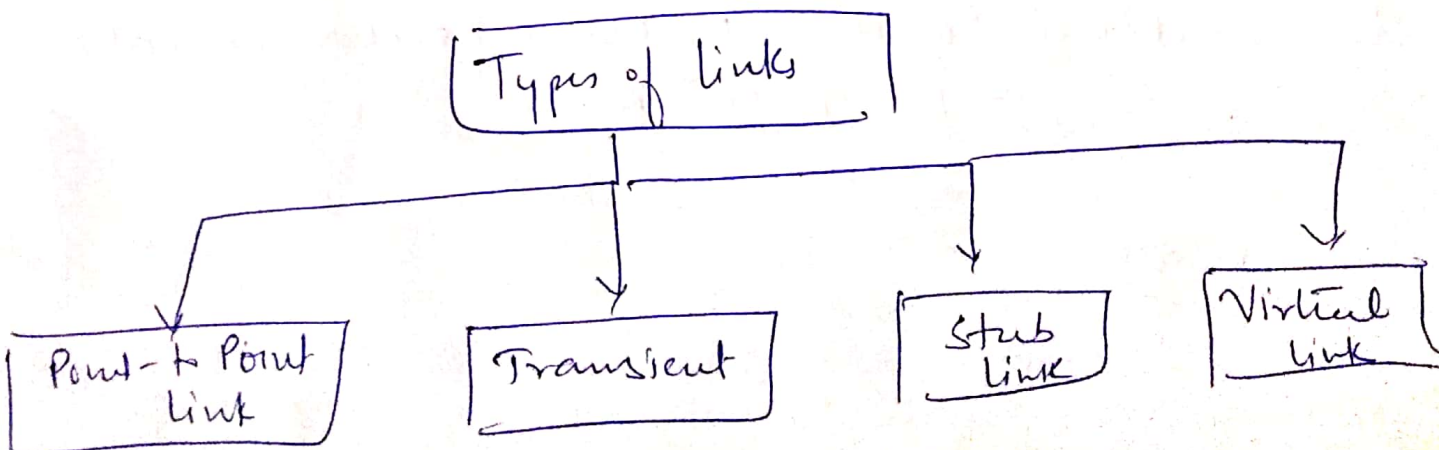 Types of links
Point-to Point
link
Transient
Stub
link
Virtual
link